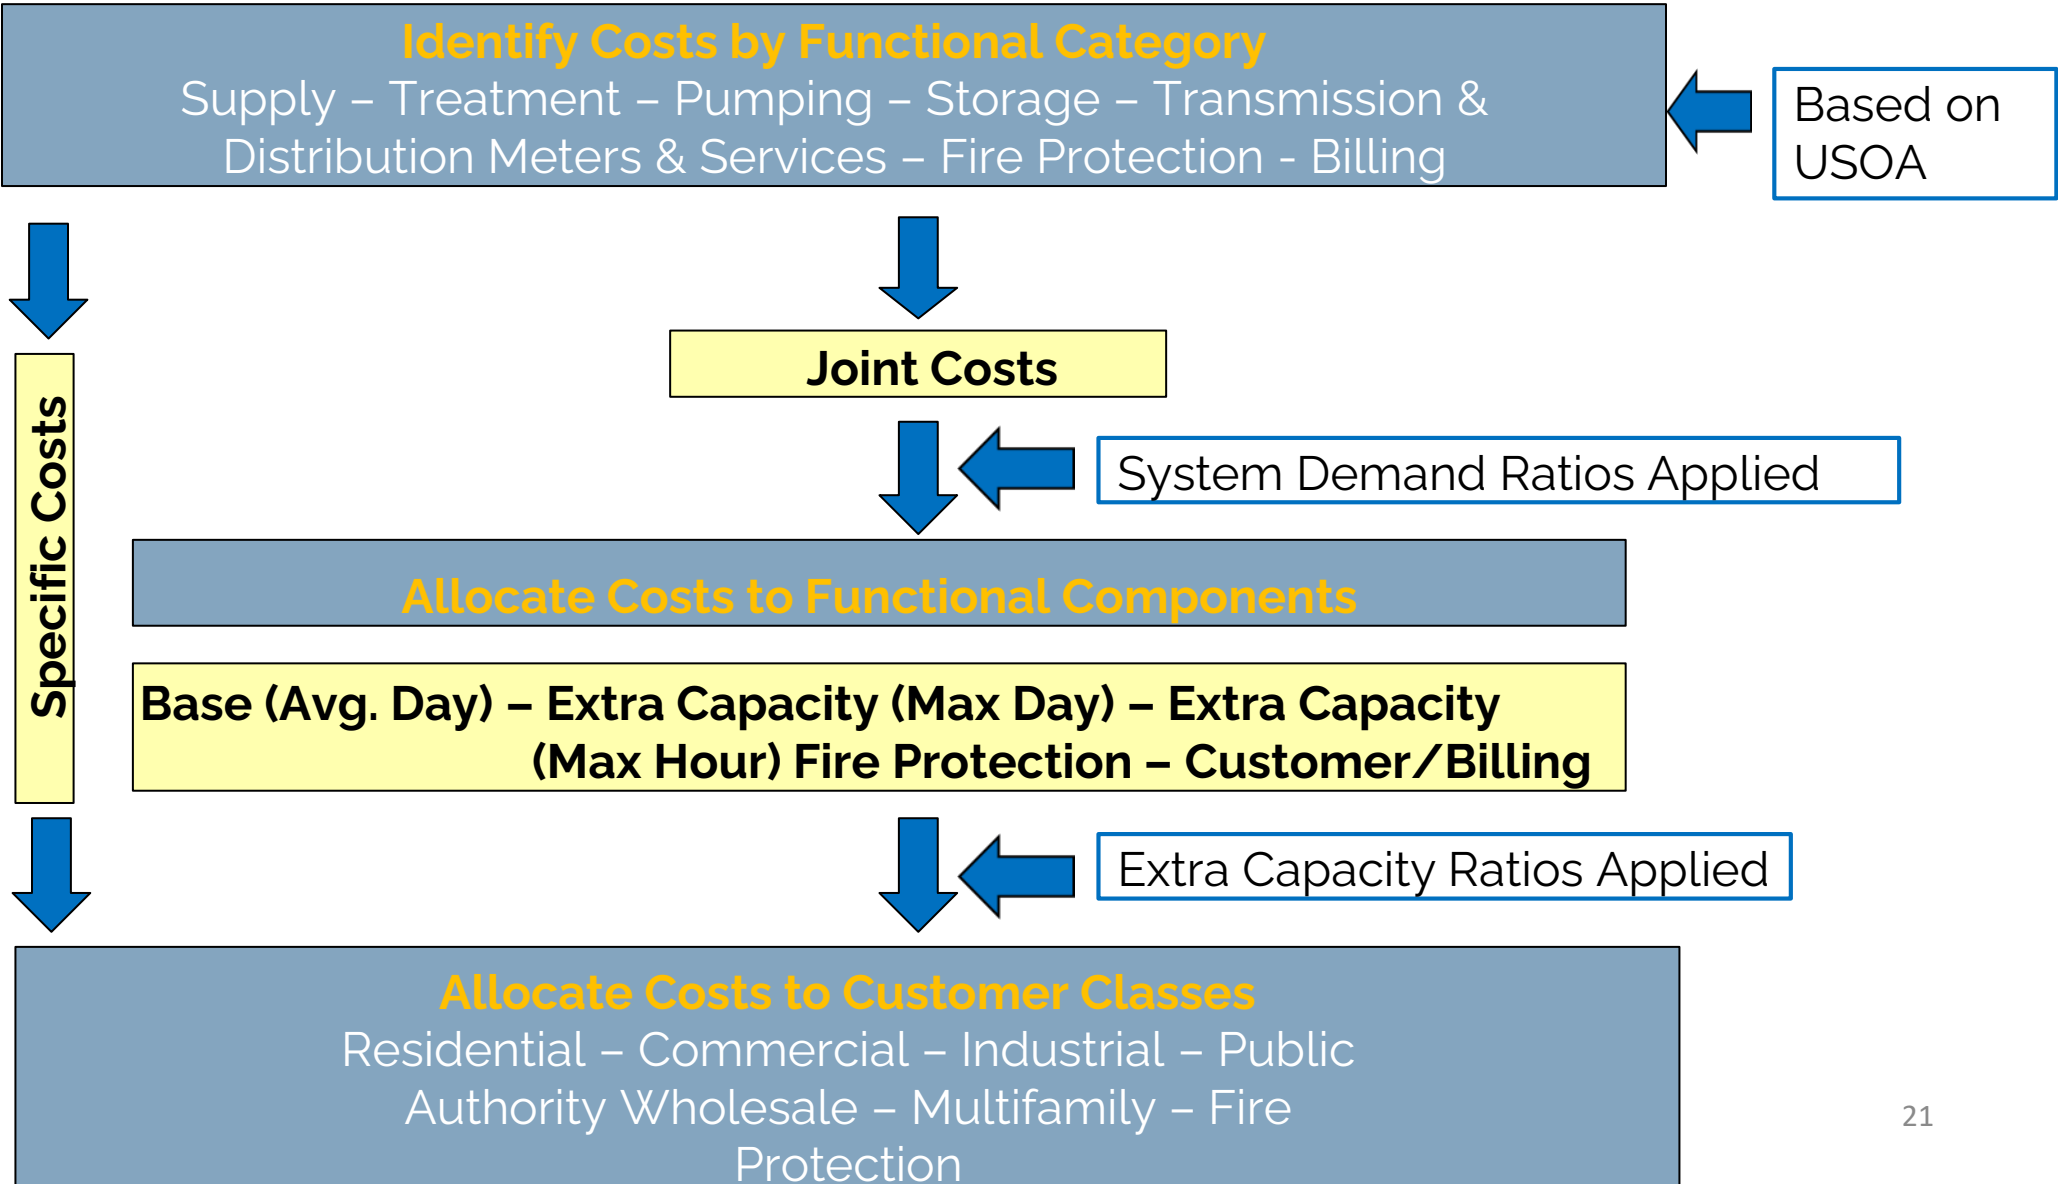 Identify Costs by Functional Category
Supply – Treatment – Pumping – Storage – Transmission &
Distribution Meters & Services – Fire Protection - Billing
Based on
USOA
Joint Costs
Specific Costs
System Demand Ratios Applied
Allocate Costs to Functional Components
Base (Avg. Day) – Extra Capacity (Max Day) – Extra Capacity
(Max Hour) Fire Protection – Customer/Billing
Extra Capacity Ratios Applied
Allocate Costs to Customer Classes
Residential – Commercial – Industrial – Public
Authority Wholesale – Multifamily – Fire
Protection
21